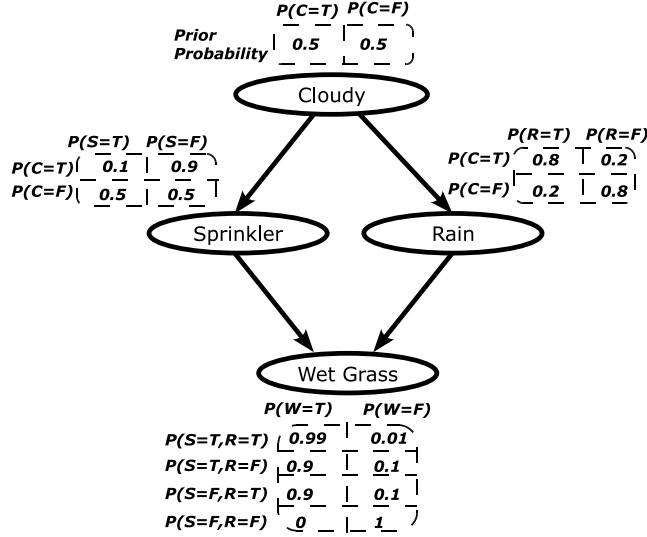 P(C=T) P(C=F)
Prior
Probability
0.5 0.5
Cloudy
P(S=T) P(S=F)
P(C=T) 0.1 0.9
P(C=F) 0.5 0.5
P(R=T) P(R=F)
P(C=T) 0.8 0.2
P(C=F) 0.2 0.8
Sprinkler
Rain
Wet Grass
P(W=T) P(W=F)
P(S=T,R=T) 0.99 0.01
P(S=T,R=F) 0.9 0.1
P(S=F,R=T) 0.9 0.1
P(S=F,R=F) 0 1